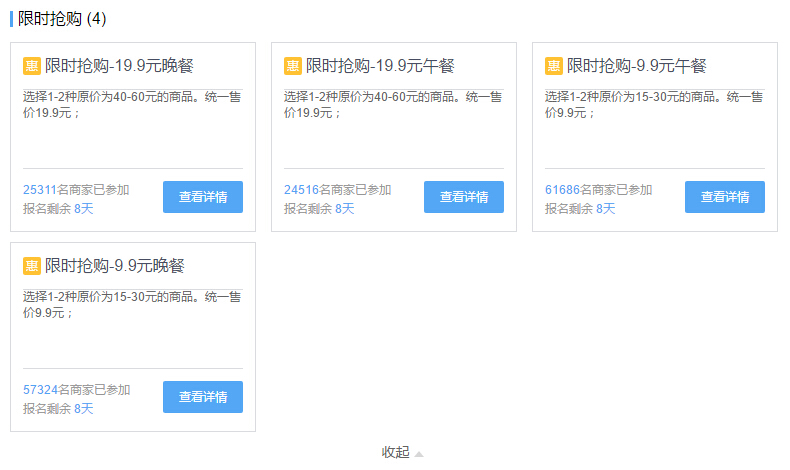 限时抢购 (4)
惠 限时抢购-19.9元晚餐
选择1-2种原价为40-60元的商品。统一售
价19.9元；
25311名商家已参加
报名剩余 8天
查看详情
惠 限时抢购-19.9元午餐
选择1-2种原价为40-60元的商品。统一售
价19.9元；
24516名商家已参加
报名剩余 8天
查看详情
惠 限时抢购-9.9元午餐
选择1-2种原价为15-30元的商品。统一售
价9.9元；
61686名商家已参加
报名剩余 8天
查看详情
惠 限时抢购-9.9元晚餐
选择1-2种原价为15-30元的商品。统一售
价9.9元；
57324名商家已参加
报名剩余 8天
查看详情
收起